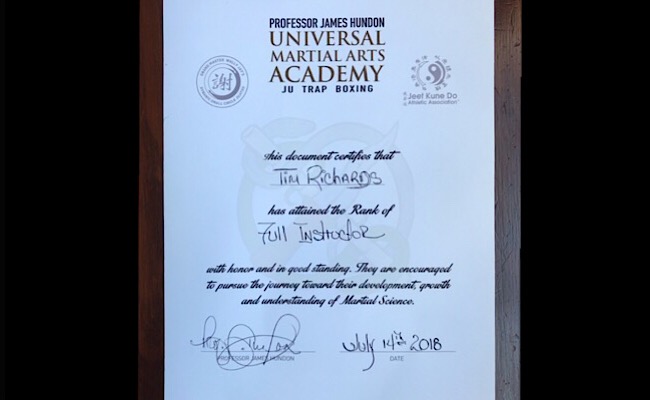 PROFESSOR JAMES HUNDON
UNIVERSAL
MARTIAL ARTS
ACADEMY
JU TRAP BOXING
謝
Jeet Kune Do
Athletic Association
This document certifies that
Tim Richards
has attained the Rank of
Full Instructor
with honor and in good standing. They are encouraged
to pursue the journey toward their development, growth
and understanding of Martial Science.
July 14th 2018
PROFESSOR JAMES HUNDON
DATE